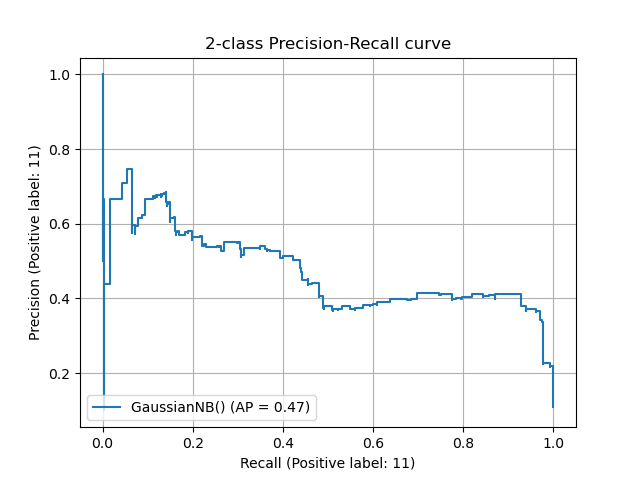 2-class Precision-Recall curve
Precision (Positive label: 11)
1.0
0.8
0.6
0.4
0.2
GaussianNB() (AP = 0.47)
0.0 0.2 0.4 0.6 0.8 1.0
Recall (Positive label: 11)